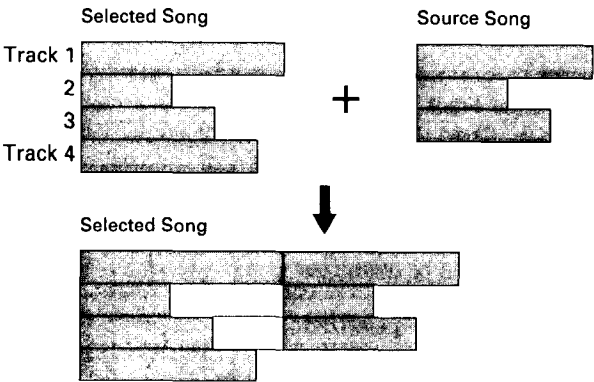 Selected Song
Source Song
Track 1
2
3
Track 4
+
Selected Song